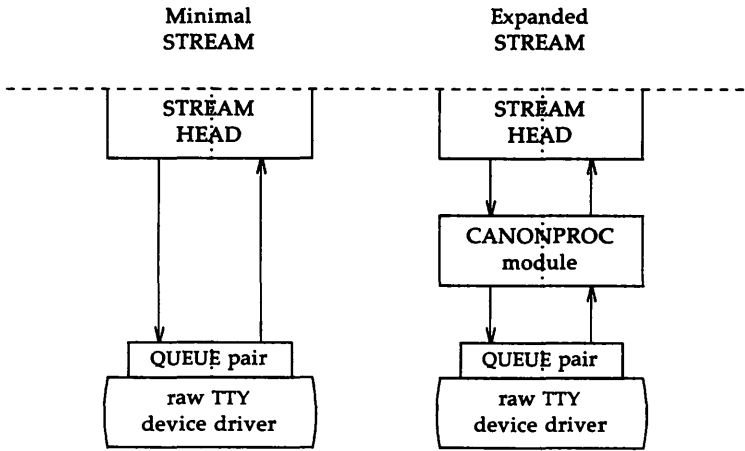 Minimal
STREAM
STREAM
HEAD
QUEUE pair
raw TTY
device driver
Expanded
STREAM
STREAM
HEAD
CANONPROC
module
QUEUE pair
raw TTY
device driver